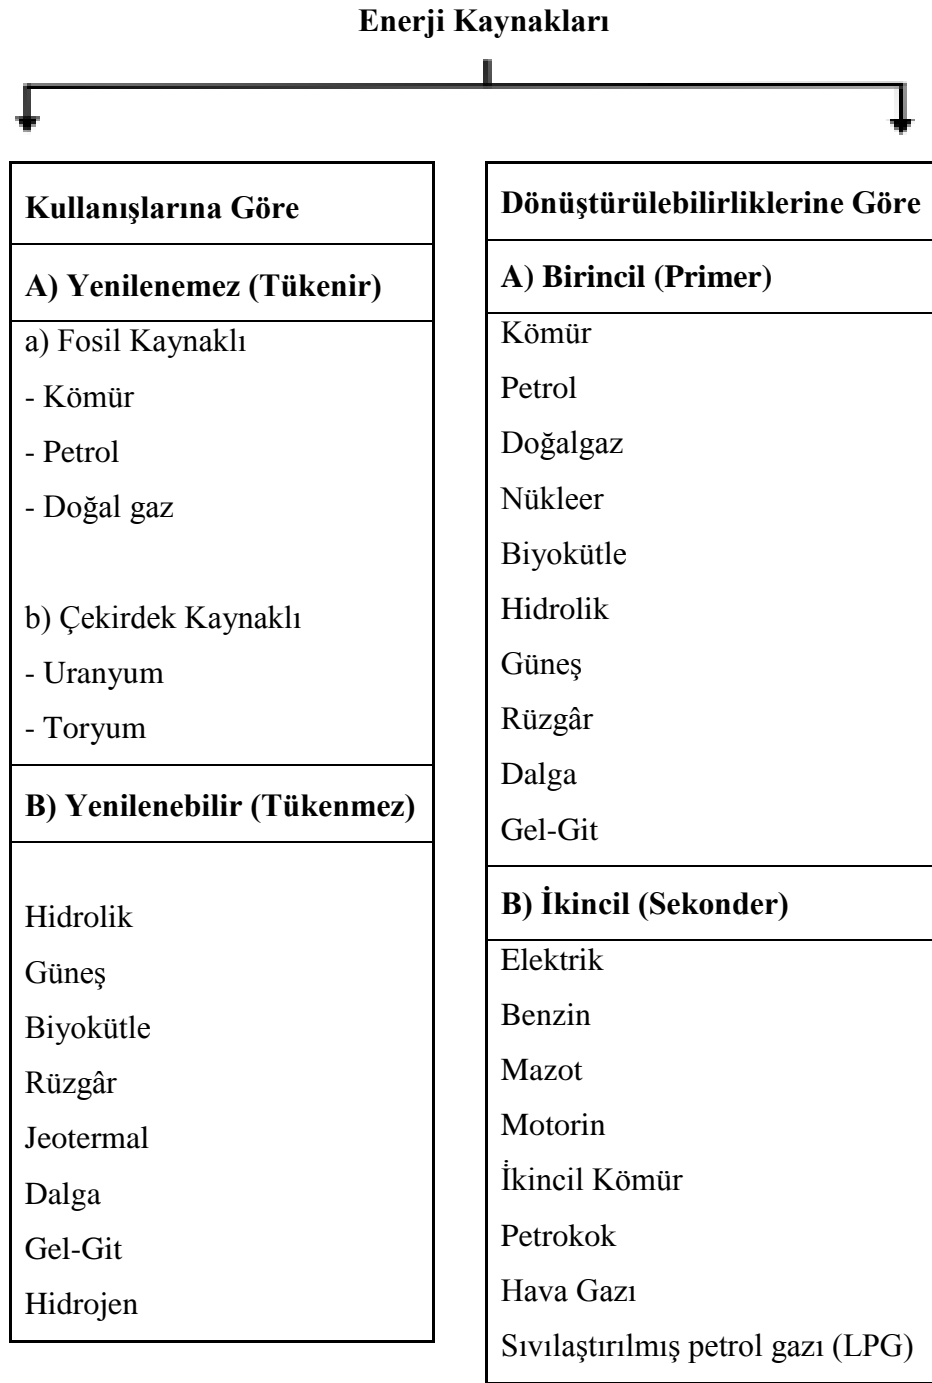 Enerji Kaynakları
Kullanışlarına Göre
A) Yenilenemez (Tükenir)
a) Fosil Kaynaklı
- Kömür
- Petrol
- Doğal gaz
b) Çekirdek Kaynaklı
- Uranyum
- Toryum
B) Yenilenebilir (Tükenmez)
Hidrolik
Güneş
Biyokütle
Rüzgâr
Jeotermal
Dalga
Gel-Git
Hidrojen
Dönüştürülebilirliklerine Göre
A) Birincil (Primer)
Kömür
Petrol
Doğalgaz
Nükleer
Biyokütle
Hidrolik
Güneş
Rüzgâr
Dalga
Gel-Git
B) İkincil (Sekonder)
Elektrik
Benzin
Mazot
Motorin
İkincil Kömür
Petrokok
Hava Gazı
Sıvılaştırılmış petrol gazı (LPG)